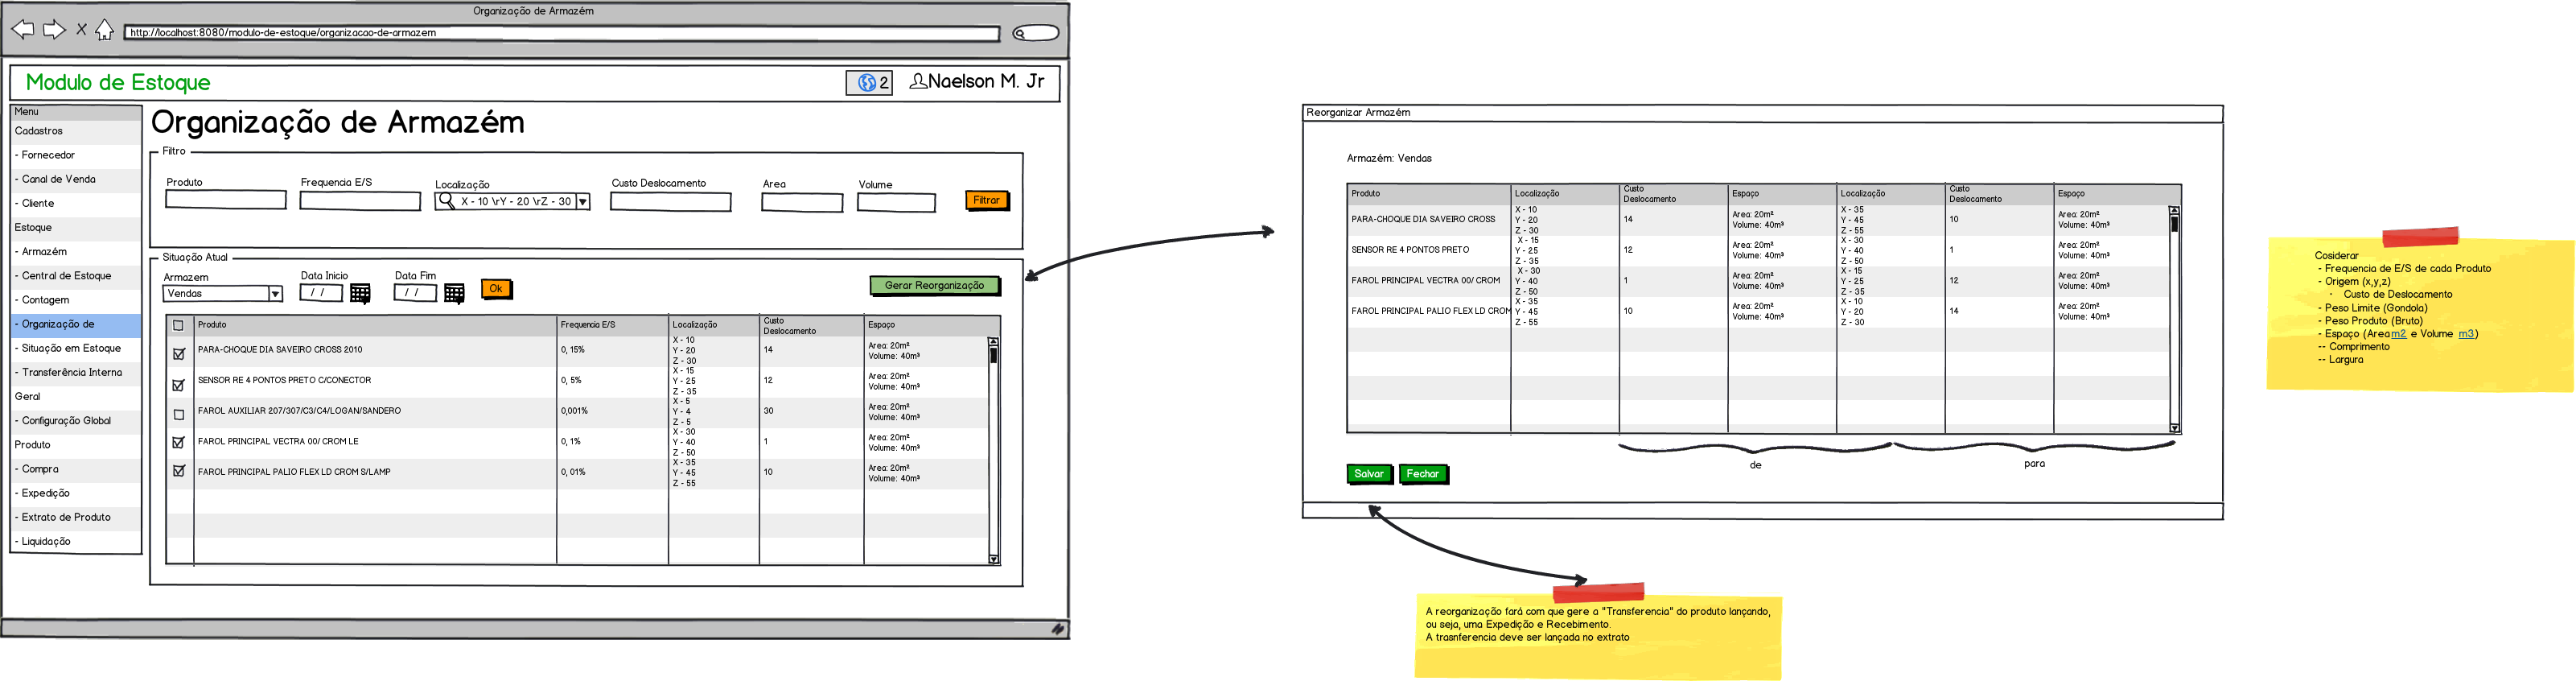 Organização de Armazém
http://localhost:8080/modulo-de-estoque/organizacao-de-armazem
Modulo de Estoque
2
Naelson M. Jr
Menu
Cadastros
- Fornecedor
- Canal de Venda
- Cliente
Estoque
- Armazém
- Central de Estoque
- Contagem
- Organização de
- Situação em Estoque
- Transferência Interna
Geral
- Configuração Global
Produto
- Compra
- Expedição
- Extrato de Produto
- Liquidação
Organização de Armazém
Filtro
Produto
Frequencia E/S
Localização
X - 10 \rY - 20 \rZ - 30
Custo Deslocamento
Area
Volume
Filtrar
Situação Atual
Armazem
Vendas
Data Inicio
/ /
Data Fim
/ /
Ok
Gerar Reorganização
Produto
Frequencia E/S
Localização
Custo
Deslocamento
Espaço
PARA-CHOQUE DIA SAVEIRO CROSS 2010
0, 15%
X - 10
Y - 20
Z - 30
14
Area: 20m²
Volume: 40m³
SENSOR RE 4 PONTOS PRETO C/CONECTOR
0, 5%
X - 15
Y - 25
Z - 35
12
Area: 20m²
Volume: 40m³
FAROL AUXILIAR 207/307/C3/C4/LOGAN/SANDERO
0,001%
X - 5
Y - 4
Z - 5
30
Area: 20m²
Volume: 40m³
FAROL PRINCIPAL VECTRA 00/ CROM LE
0, 1%
X - 30
Y - 40
Z - 50
1
Area: 20m²
Volume: 40m³
FAROL PRINCIPAL PALIO FLEX LD CROM S/LAMP
0, 01%
X - 35
Y - 45
Z - 55
10
Area: 20m²
Volume: 40m³
Reorganizar Armazém
Armazém: Vendas
Produto
Localização
Custo
Deslocamento
Espaço
Localização
Custo
Deslocamento
Espaço
PARA-CHOQUE DIA SAVEIRO CROSS
X - 10
Y - 20
Z - 30
14
Area: 20m²
Volume: 40m³
X - 35
Y - 45
Z - 55
10
Area: 20m²
Volume: 40m³
SENSOR RE 4 PONTOS PRETO
X - 15
Y - 25
Z - 35
12
Area: 20m²
Volume: 40m³
X - 30
Y - 40
Z - 50
1
Area: 20m²
Volume: 40m³
FAROL PRINCIPAL VECTRA 00/ CROM
X - 30
Y - 40
Z - 50
1
Area: 20m²
Volume: 40m³
X - 15
Y - 25
Z - 35
12
Area: 20m²
Volume: 40m³
FAROL PRINCIPAL PALIO FLEX LD CROM
X - 35
Y - 45
Z - 55
10
Area: 20m²
Volume: 40m³
X - 10
Y - 20
Z - 30
14
Area: 20m²
Volume: 40m³
de
para
Salvar
Fechar
A reorganização fará com que gere a "Transferencia" do produto lançando,
ou seja, uma Expedição e Recebimento.
A trasnferencia deve ser lançada no extrato
Cosiderar
- Frequencia de E/S de cada Produto
- Origem (x,y,z)
· Custo de Deslocamento
- Peso Limite (Gondola)
- Peso Produto (Bruto)
- Espaço (Area m2 e Volume m3)
-- Comprimento
-- Largura